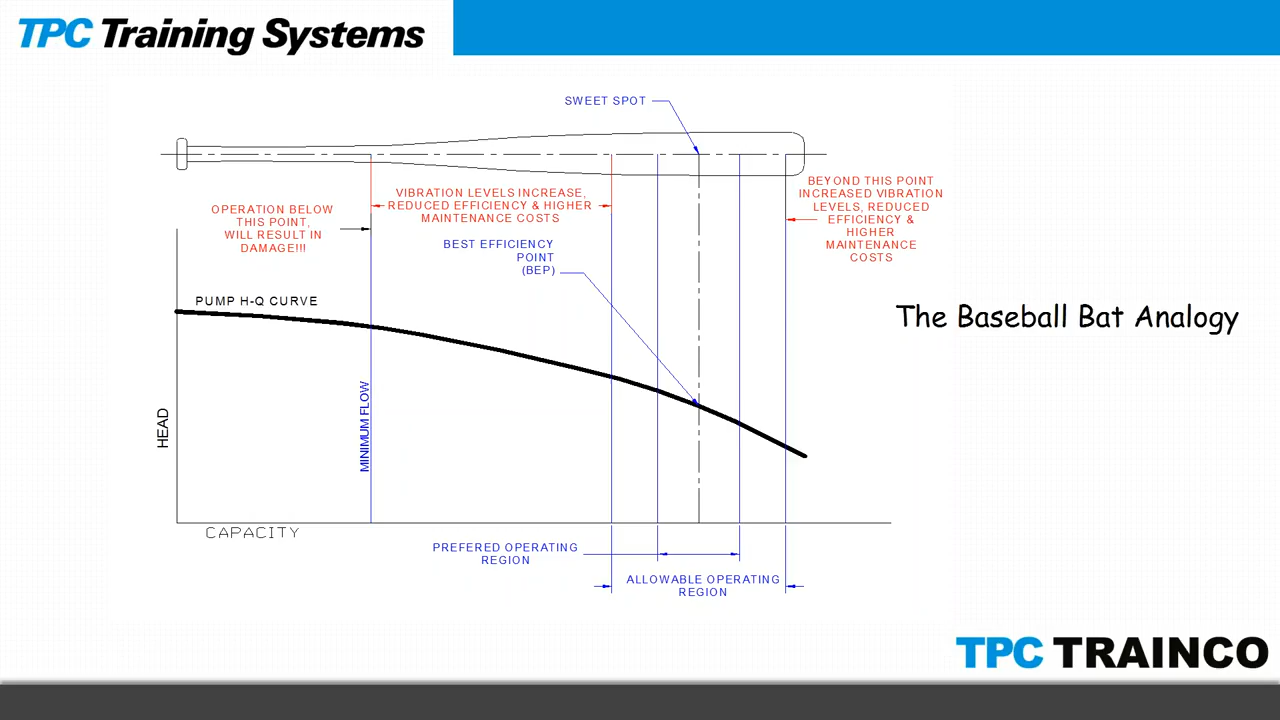 TPC Training Systems
SWEET SPOT
VIBRATION LEVELS INCREASE,
REDUCED EFFICIENCY & HIGHER
MAINTENANCE COSTS
BEYOND THIS POINT
INCREASED VIBRATION
LEVELS, REDUCED
EFFICIENCY &
HIGHER
MAINTENANCE
COSTS
OPERATION BELOW
THIS POINT,
WILL RESULT IN
DAMAGE!!!
BEST EFFICIENCY
POINT
(BEP)
PUMP H-Q CURVE
The Baseball Bat Analogy
HEAD
MINIMUM FLOW
CAPACITY
PREFERED OPERATING
REGION
ALLOWABLE OPERATING
REGION
TPC TRAINCO